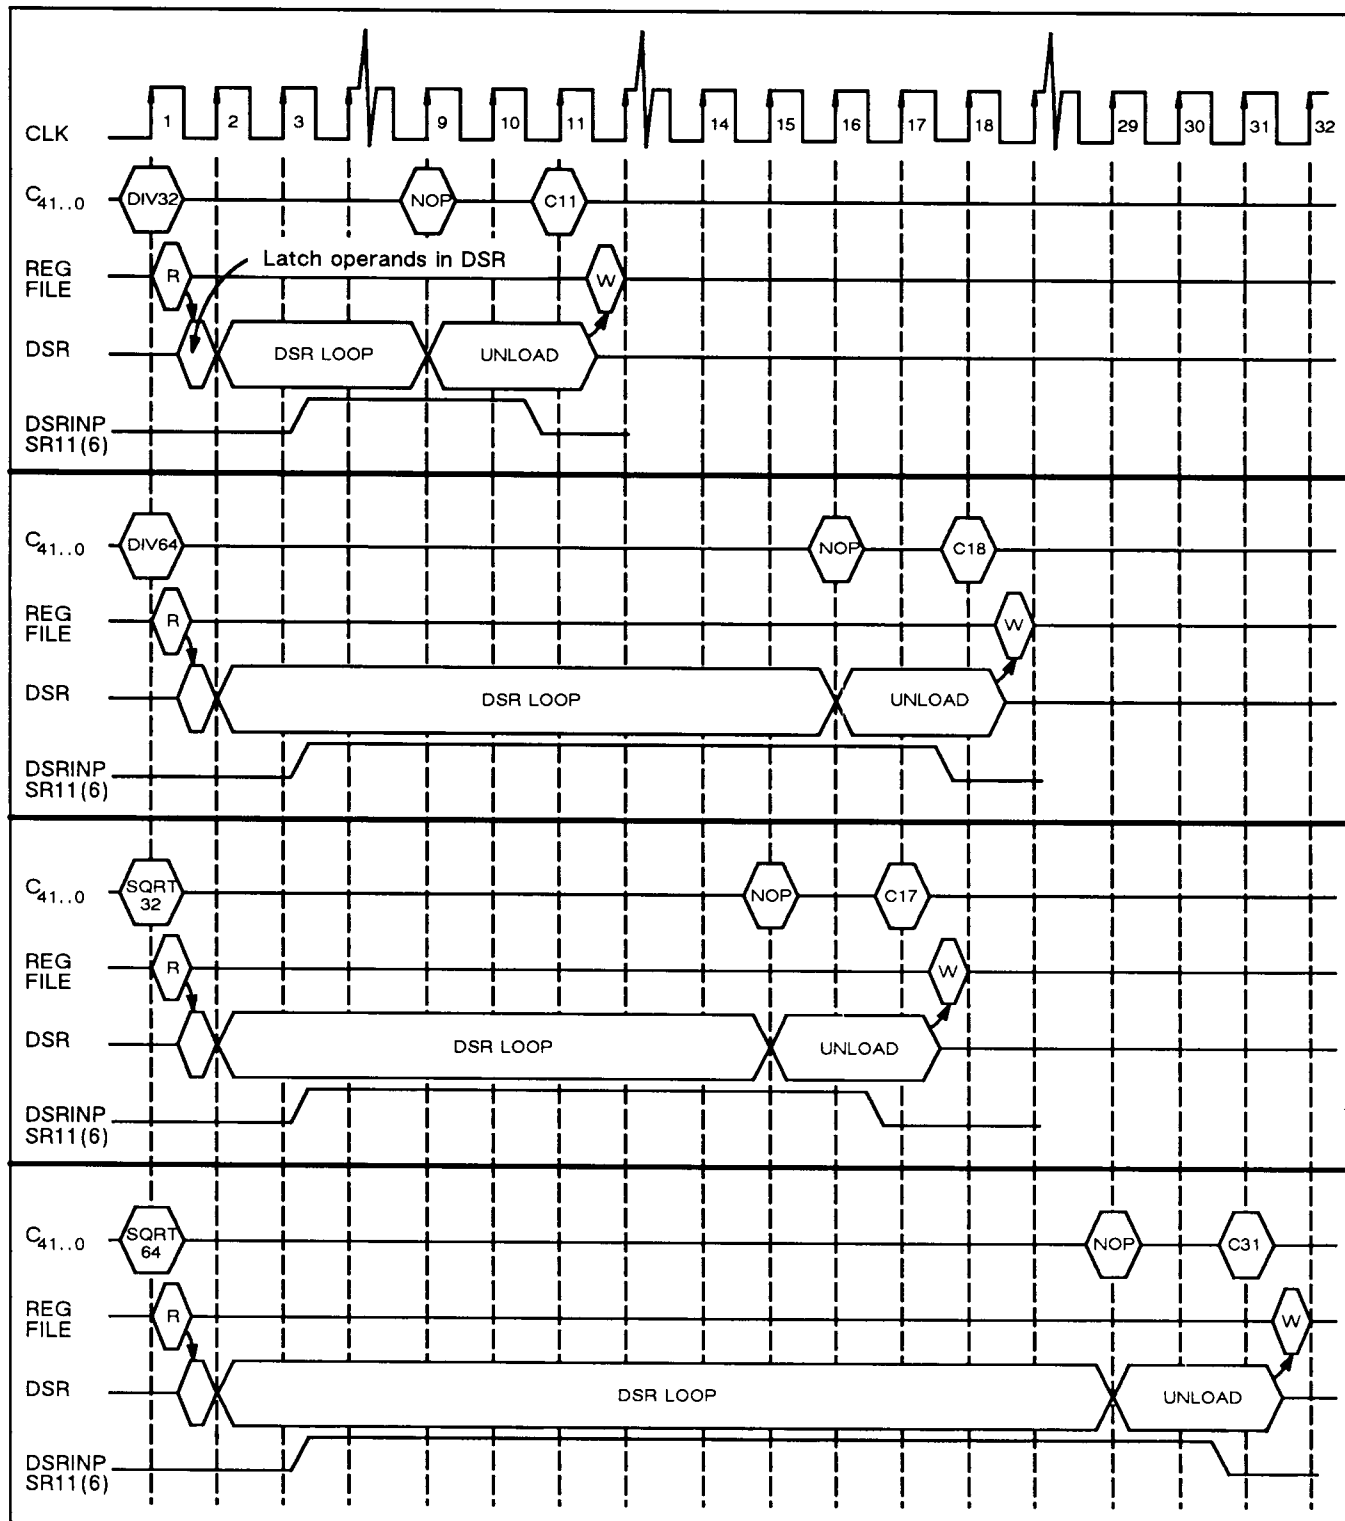 CLK 1 2 3 9 10 11 14 15 16 17 18 29 30 31 32
C41..0 DIV32 NOP C11
REG FILE R Latch operands in DSR W
DSR DSR LOOP UNLOAD
DSRINP
SR11(6)
C41..0 DIV64 NOP C18
REG FILE R W
DSR DSR LOOP UNLOAD
DSRINP
SR11(6)
C41..0 SQRT 32 NOP C17
REG FILE R W
DSR DSR LOOP UNLOAD
DSRINP
SR11(6)
C41..0 SQRT 64 NOP C31
REG FILE R W
DSR DSR LOOP UNLOAD
DSRINP
SR11(6)